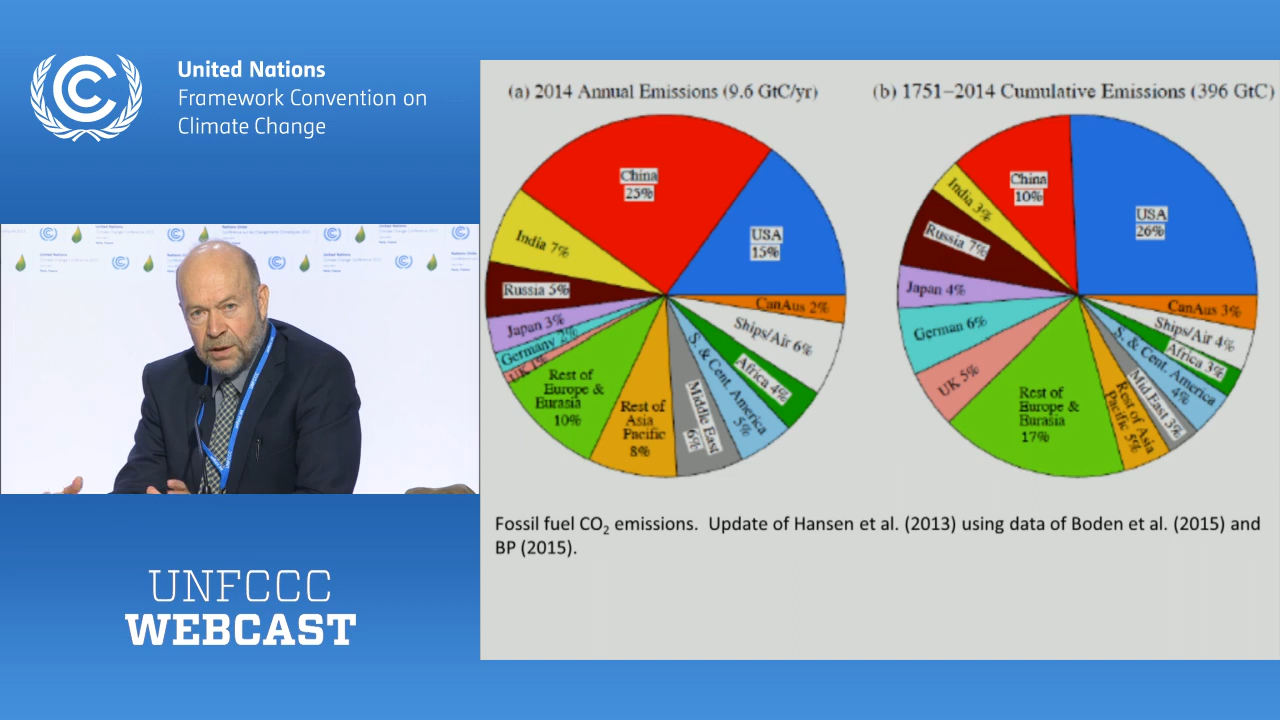 United Nations
Framework Convention on
Climate Change
UNFCCC
WEBCAST
(a) 2014 Annual Emissions (9.6 GtC/yr)
China
25%
USA
15%
India 7%
Russia 5%
Japan 3%
Germany 2%
UK 1%
Rest of
Europe &
Eurasia
10%
Rest of
Asia
Pacific
8%
Middle East
6%
S. & Cent. America
5%
Africa 4%
Ships/Air 6%
CanAus 2%
(b) 1751–2014 Cumulative Emissions (396 GtC)
China
10%
USA
26%
India 3%
Russia 7%
Japan 4%
German 6%
UK 5%
Rest of
Europe &
Eurasia
17%
Rest of Asia
Pacific 5%
Mid East 3%
S. & Cent. America
4%
Africa 3%
Ships/Air 4%
CanAus 3%
Fossil fuel CO₂ emissions. Update of Hansen et al. (2013) using data of Boden et al. (2015) and
BP (2015).